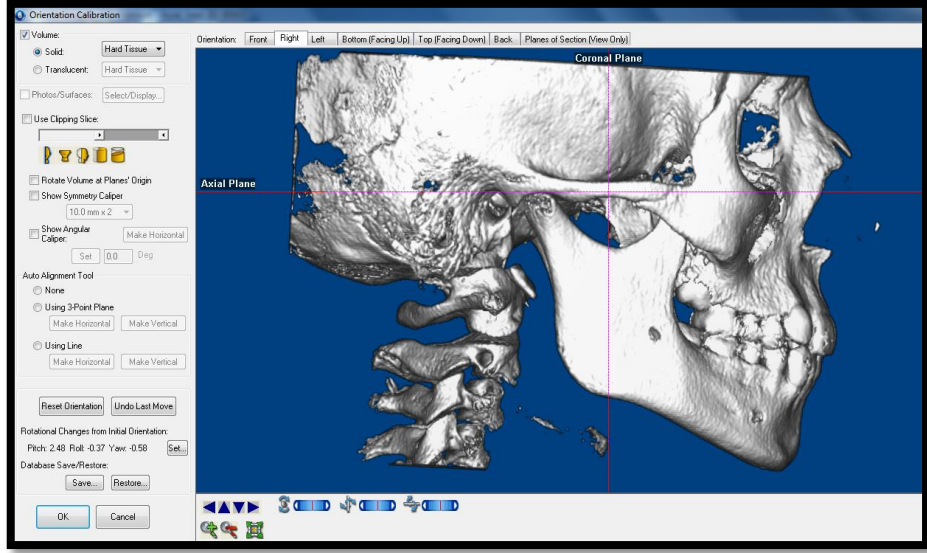 Orientation Calibration
Volume:
Solid: Hard Tissue
Translucent: Hard Tissue
Photos/Surfaces: Select/Display...
Use Clipping Slice:
Rotate Volume at Planes' Origin
Show Symmetry Caliper
10.0 mm x 2
Show Angular Caliper: Make Horizontal
Set 0.0 Deg
Auto Alignment Tool
None
Using 3-Point Plane
Make Horizontal Make Vertical
Using Line
Make Horizontal Make Vertical
Reset Orientation Undo Last Move
Rotational Changes from Initial Orientation:
Pitch: 2.48 Roll: -0.37 Yaw: -0.58 Set...
Database Save/Restore:
Save... Restore...
OK Cancel
Orientation: Front Right Left Bottom (Facing Up) Top (Facing Down) Back Planes of Section (View Only)
Coronal Plane
Axial Plane